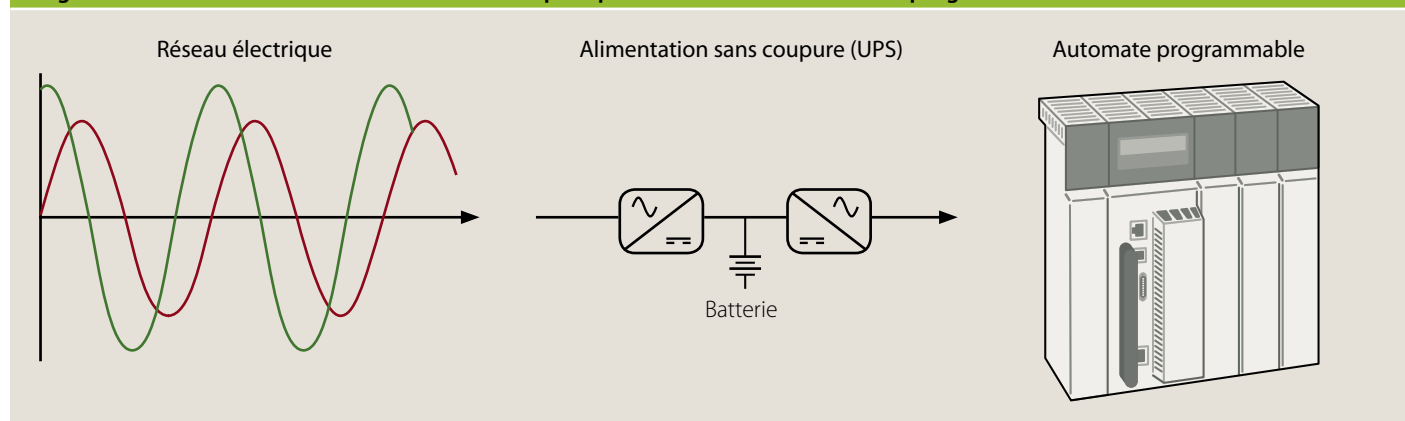 Réseau électrique
Alimentation sans coupure (UPS)
Automate programmable
Batterie